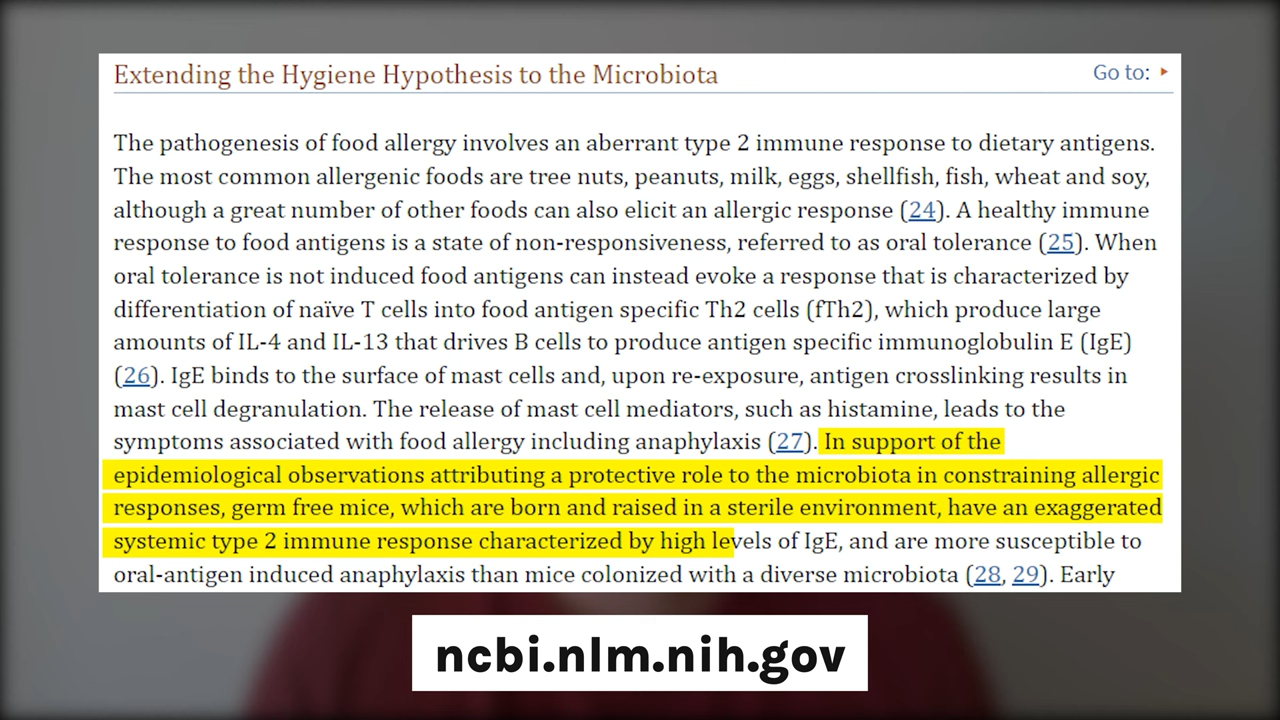 Extending the Hygiene Hypothesis to the Microbiota
Go to:
The pathogenesis of food allergy involves an aberrant type 2 immune response to dietary antigens.
The most common allergenic foods are tree nuts, peanuts, milk, eggs, shellfish, fish, wheat and soy,
although a great number of other foods can also elicit an allergic response (24). A healthy immune
response to food antigens is a state of non-responsiveness, referred to as oral tolerance (25). When
oral tolerance is not induced food antigens can instead evoke a response that is characterized by
differentiation of naïve T cells into food antigen specific Th2 cells (fTh2), which produce large
amounts of IL-4 and IL-13 that drives B cells to produce antigen specific immunoglobulin E (IgE)
(26). IgE binds to the surface of mast cells and, upon re-exposure, antigen crosslinking results in
mast cell degranulation. The release of mast cell mediators, such as histamine, leads to the
symptoms associated with food allergy including anaphylaxis (27). In support of the
epidemiological observations attributing a protective role to the microbiota in constraining allergic
responses, germ free mice, which are born and raised in a sterile environment, have an exaggerated
systemic type 2 immune response characterized by high levels of IgE, and are more susceptible to
oral-antigen induced anaphylaxis than mice colonized with a diverse microbiota (28, 29). Early
ncbi.nlm.nih.gov